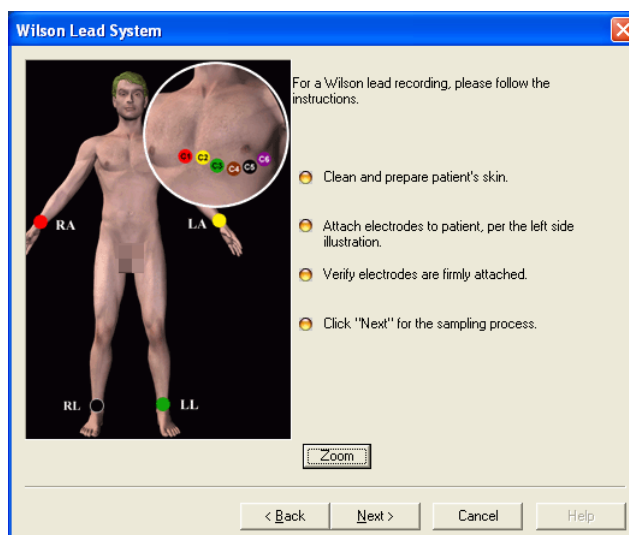 Wilson Lead System
For a Wilson lead recording, please follow the
instructions.
C1 C2 C3 C4 C5 C6
Clean and prepare patient's skin.
RA LA
Attach electrodes to patient, per the left side
illustration.
Verify electrodes are firmly attached.
Click "Next" for the sampling process.
RL LL
Zoom
< Back Next > Cancel Help